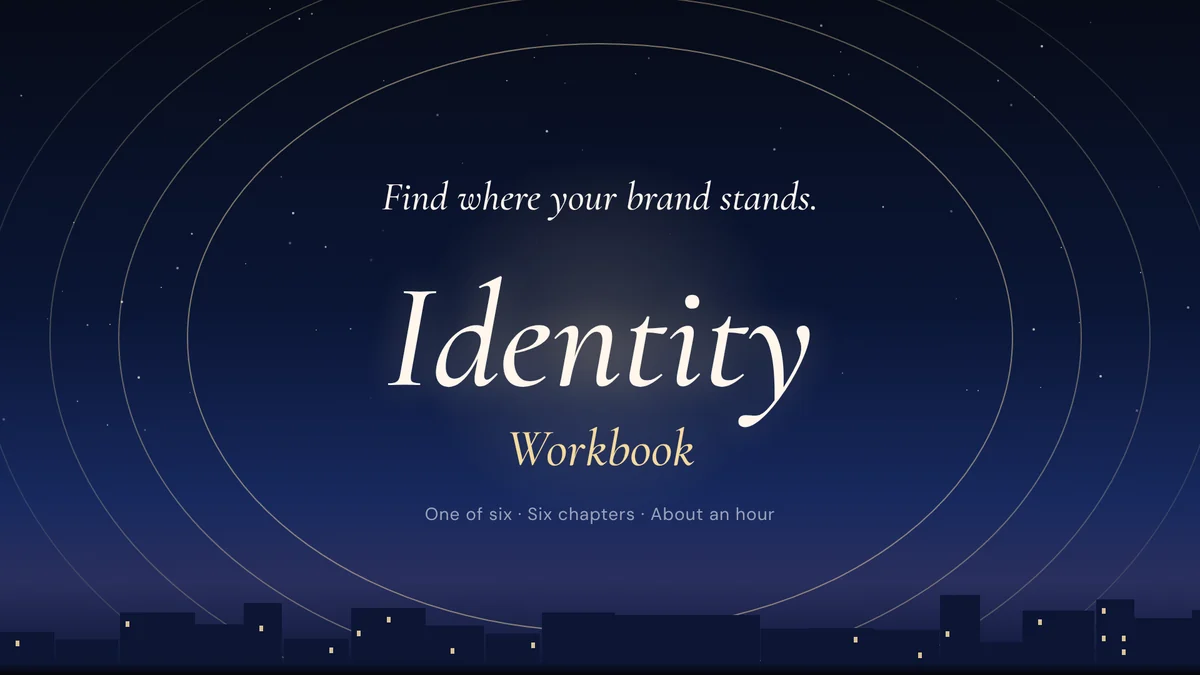 Find where your brand stands.
Identity
Workbook
One of six · Six chapters · About an hour